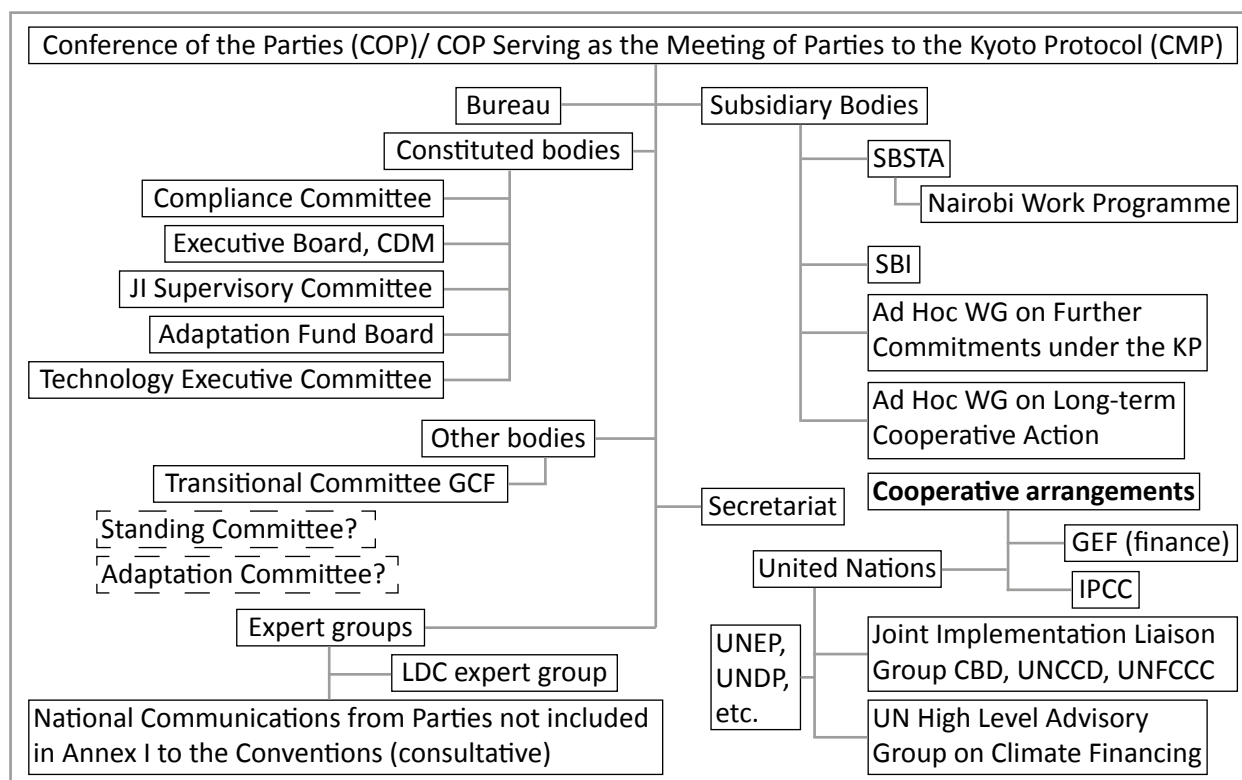 Conference of the Parties (COP)/ COP Serving as the Meeting of Parties to the Kyoto Protocol (CMP)
Bureau
Subsidiary Bodies
Constituted bodies
SBSTA
Compliance Committee
Nairobi Work Programme
Executive Board, CDM
SBI
JI Supervisory Committee
Ad Hoc WG on Further
Commitments under the KP
Adaptation Fund Board
Technology Executive Committee
Ad Hoc WG on Long-term
Cooperative Action
Other bodies
Transitional Committee GCF
Cooperative arrangements
Secretariat
Standing Committee?
GEF (finance)
Adaptation Committee?
United Nations
IPCC
Expert groups
UNEP,
UNDP,
etc.
Joint Implementation Liaison
Group CBD, UNCCD, UNFCCC
LDC expert group
National Communications from Parties not included
in Annex I to the Conventions (consultative)
UN High Level Advisory
Group on Climate Financing